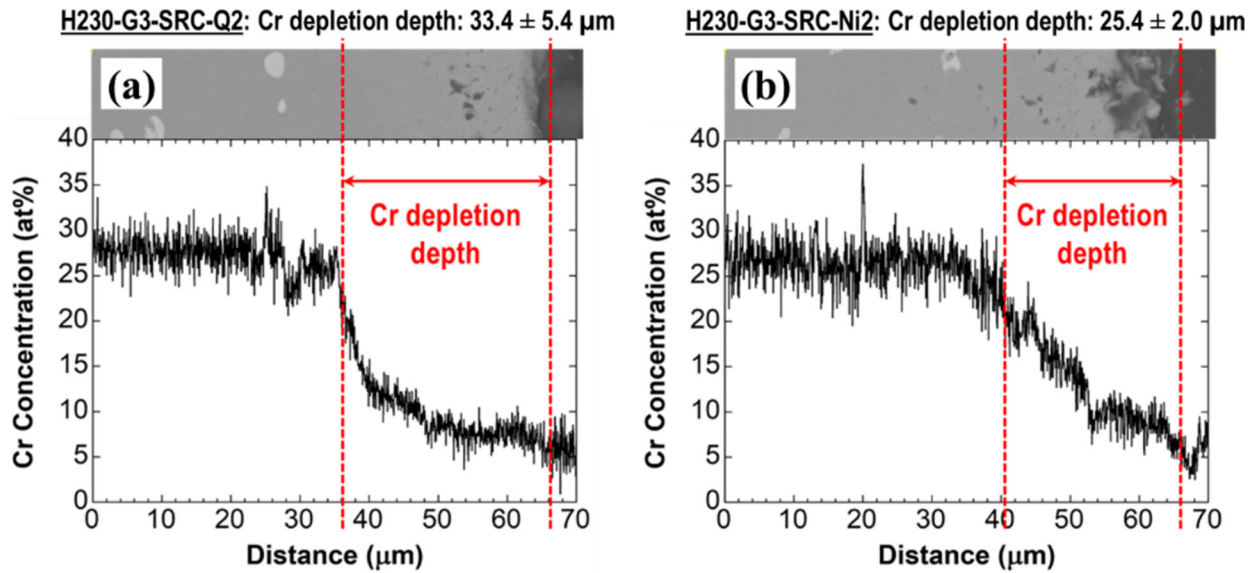 H230-G3-SRC-Q2: Cr depletion depth: 33.4 ± 5.4 μm
(a)
40
35
30
25
20
15
10
5
0
Cr Concentration (at%)
Cr depletion
depth
0 10 20 30 40 50 60 70
Distance (μm)
H230-G3-SRC-Ni2: Cr depletion depth: 25.4 ± 2.0 μm
(b)
40
35
30
25
20
15
10
5
0
Cr Concentration (at%)
Cr depletion
depth
0 10 20 30 40 50 60 70
Distance (μm)